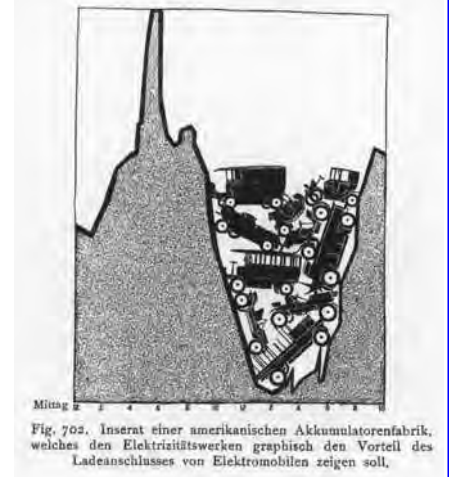 Mittag
Fig. 702. Inserat einer amerikanischen Akkumulatorenfabrik,
welches den Elektrizitätswerken graphisch den Vorteil des
Ladeanschlusses von Elektromobilen zeigen soll.